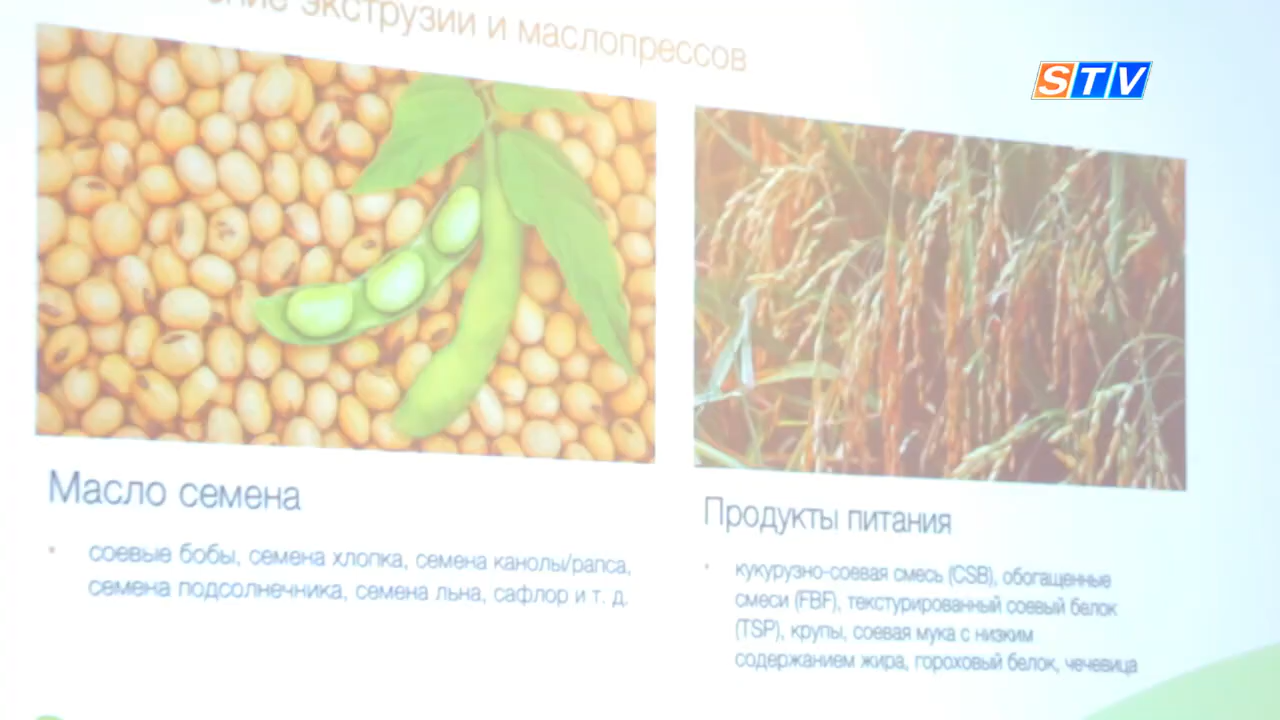 экструзии и маслопрессов
STV
Масло семена
соевые бобы, семена хлопка, семена канолы/рапса,
семена подсолнечника, семена льна, сафлор и т. д.
Продукты питания
кукурузно-соевая смесь (CSB), обогащенные
смеси (FBF), текстурированный соевый белок
(TSP), крупы, соевая мука с низким
содержанием жира, гороховый белок, чечевица